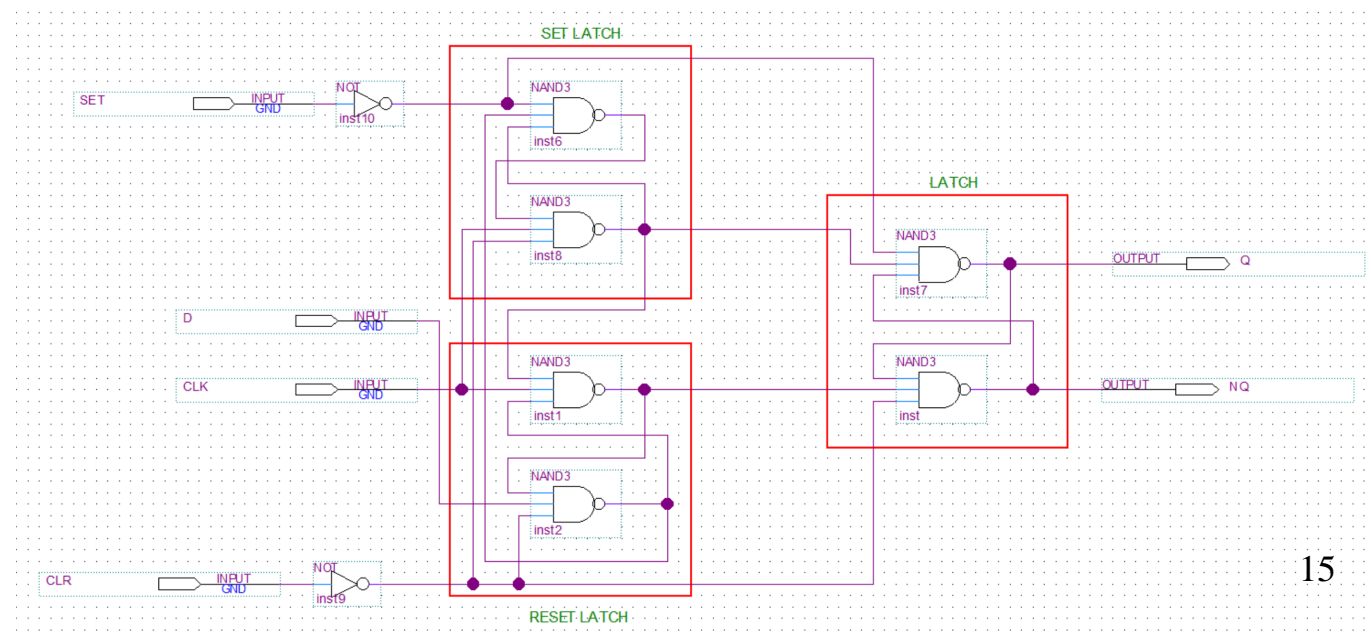 SET LATCH
SET
INPUT
GND
NOT
inst10
NAND3
inst6
NAND3
inst8
LATCH
NAND3
inst7
OUTPUT
Q
D
INPUT
GND
CLK
INPUT
GND
NAND3
inst1
NAND3
inst
OUTPUT
NQ
NAND3
inst2
CLR
INPUT
GND
NOT
inst9
RESET LATCH
15